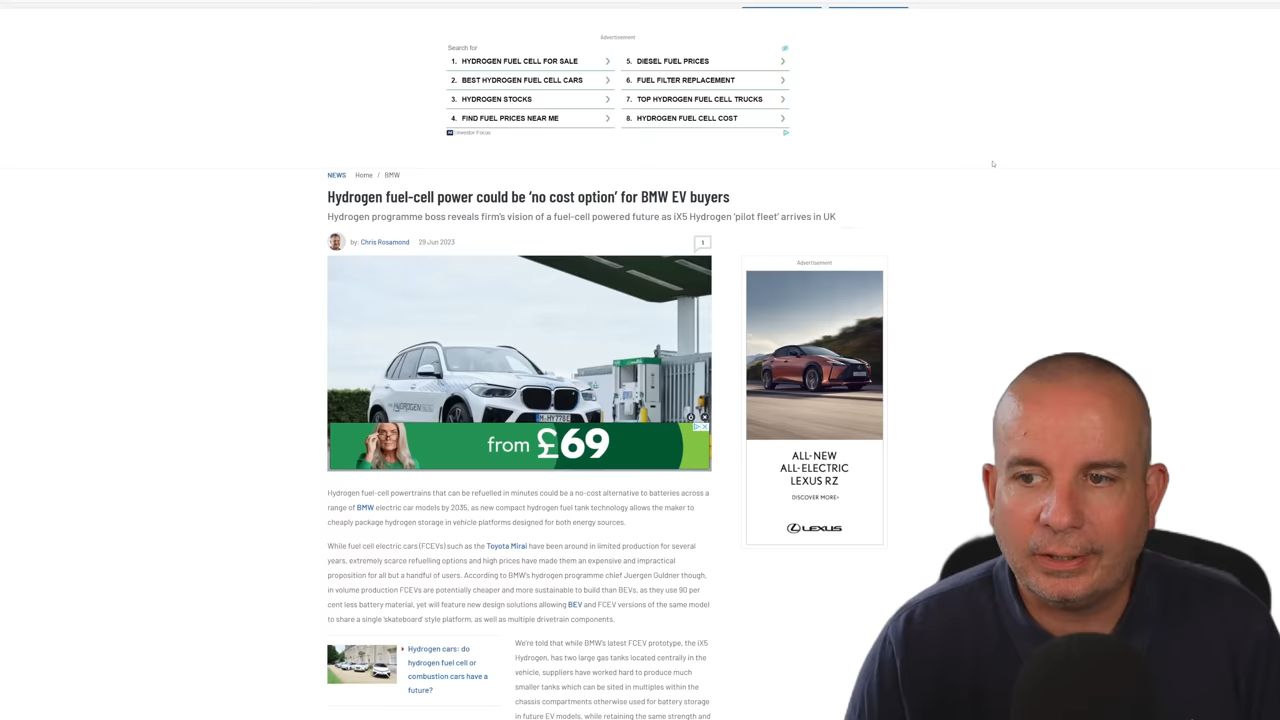 Advertisement
Search for
1. HYDROGEN FUEL CELL FOR SALE
2. BEST HYDROGEN FUEL CELL CARS
3. HYDROGEN STOCKS
4. FIND FUEL PRICES NEAR ME
5. DIESEL FUEL PRICES
6. FUEL FILTER REPLACEMENT
7. TOP HYDROGEN FUEL CELL TRUCKS
8. HYDROGEN FUEL CELL COST
Ad Investor Focus
NEWS Home / BMW
Hydrogen fuel-cell power could be ‘no cost option’ for BMW EV buyers
Hydrogen programme boss reveals firm’s vision of a fuel-cell powered future as iX5 Hydrogen ‘pilot fleet’ arrives in UK
by: Chris Rosamond 29 Jun 2023
1
HYDROGEN
from £69
Hydrogen fuel-cell powertrains that can be refuelled in minutes could be a no-cost alternative to batteries across a
range of BMW electric car models by 2035, as new compact hydrogen fuel tank technology allows the maker to
cheaply package hydrogen storage in vehicle platforms designed for both energy sources.
While fuel cell electric cars (FCEVs) such as the Toyota Mirai have been around in limited production for several
years, extremely scarce refuelling options and high prices have made them an expensive and impractical
proposition for all but a handful of users. According to BMW’s hydrogen programme chief Juergen Guldner though,
in volume production FCEVs are potentially cheaper and more sustainable to build than BEVs, as they use 90 per
cent less battery material, yet will feature new design solutions allowing BEV and FCEV versions of the same model
to share a single ‘skateboard’ style platform, as well as multiple drivetrain components.
Hydrogen cars: do
hydrogen fuel cell or
combustion cars have a
future?
We’re told that while BMW’s latest FCEV prototype, the iX5
Hydrogen, has two large gas tanks located centrally in the
vehicle, suppliers have worked hard to produce much
smaller tanks which can be sited in multiples within the
chassis compartments otherwise used for battery storage
in future EV models, while retaining the same strength and
Advertisement
ALL-NEW
ALL-ELECTRIC
LEXUS RZ
DISCOVER MORE›
LEXUS